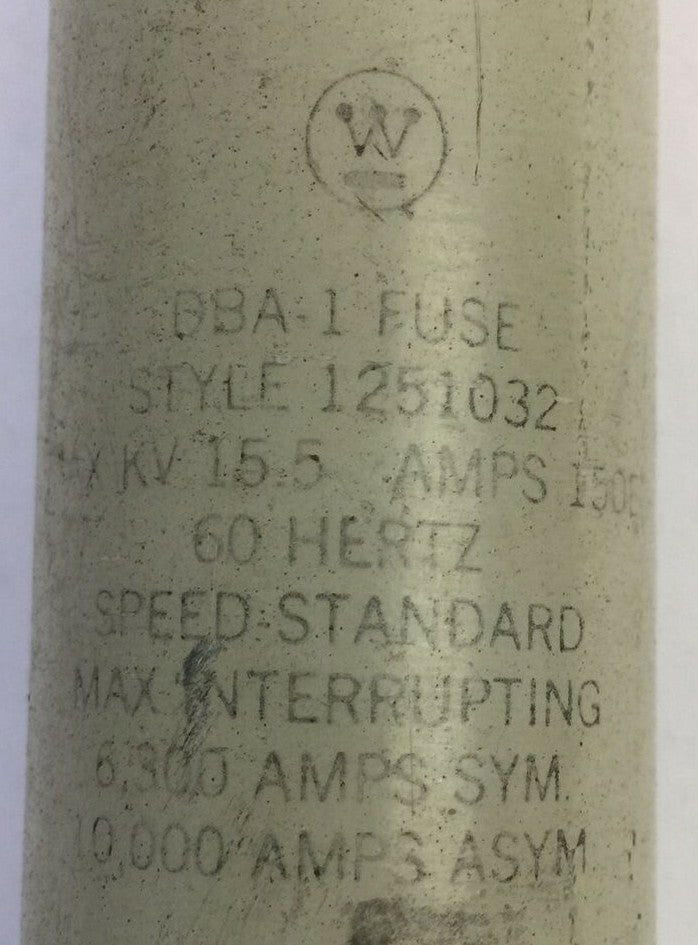 W
DBA-1 FUSE
STYLE 1251032
KV 15.5 AMPS 150E
60 HERTZ
SPEED-STANDARD
MAX INTERRUPTING
6,300 AMPS SYM.
10,000 AMPS ASYM.